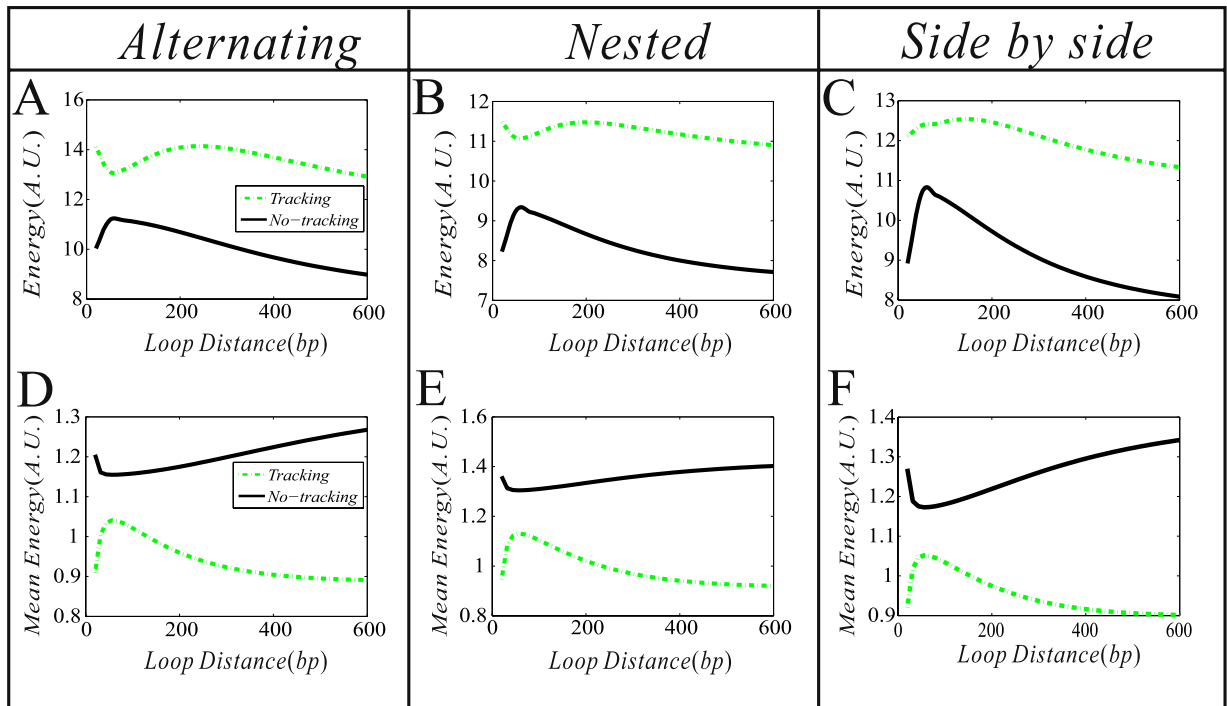 Alternating Nested Side by side
A B C
16
14
12
10
8
Energy(A. U.)
Tracking
No-tracking
0 200 400 600
Loop Distance(bp)
12
11
10
9
8
7
Energy(A. U.)
0 200 400 600
Loop Distance(bp)
13
12
11
10
9
8
Energy(A. U.)
0 200 400 600
Loop Distance(bp)
D E F
1.3
1.2
1.1
1
0.9
0.8
Mean Energy(A. U.)
Tracking
No-tracking
0 200 400 600
Loop Distance(bp)
1.6
1.4
1.2
1
0.8
Mean Energy(A. U.)
0 200 400 600
Loop Distance(bp)
1.4
1.3
1.2
1.1
1
0.9
Mean Energy(A. U.)
0 200 400 600
Loop Distance(bp)